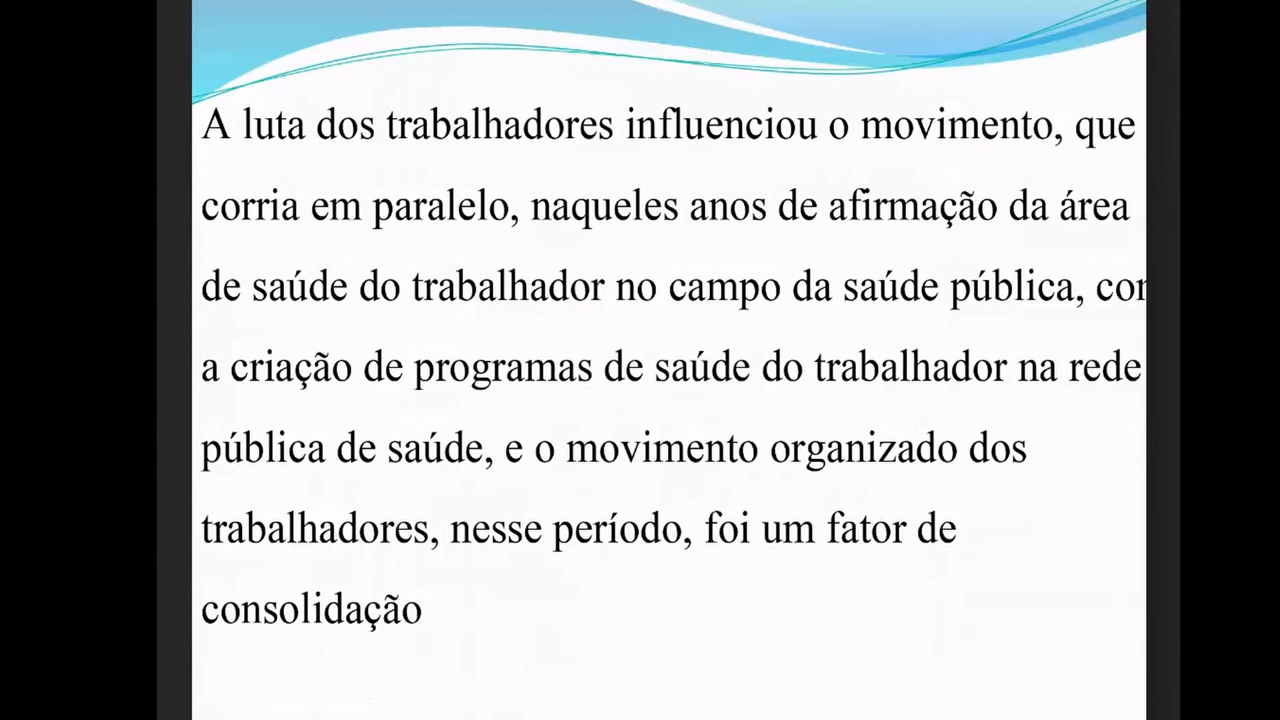 A luta dos trabalhadores influenciou o movimento, que
corria em paralelo, naqueles anos de afirmação da área
de saúde do trabalhador no campo da saúde pública,
a criação de programas de saúde do trabalhador na rede
pública de saúde, e o movimento organizado dos
trabalhadores, nesse período, foi um fator de
consolidação